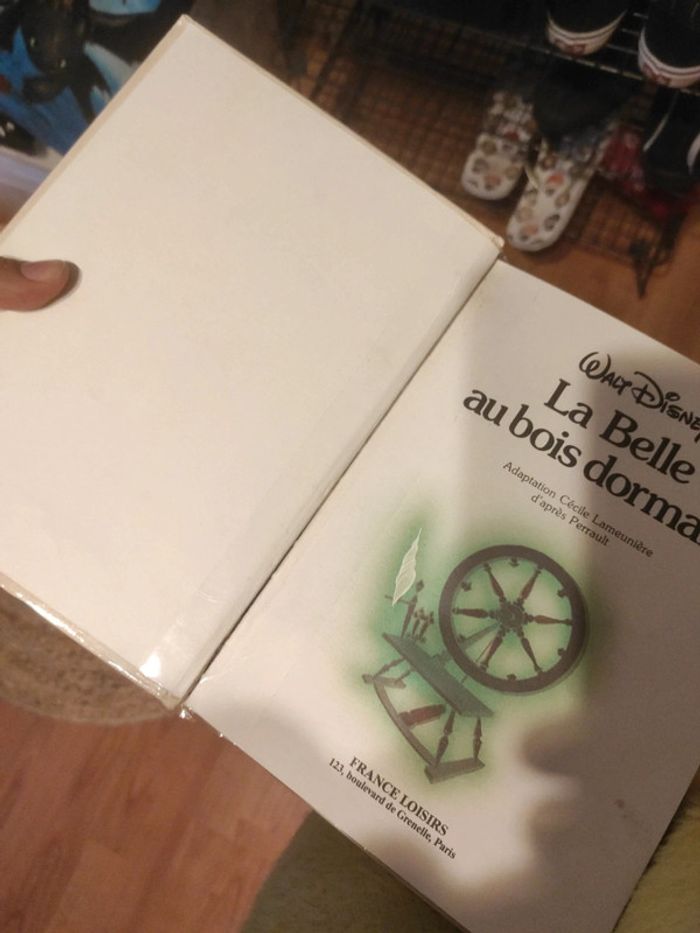 WALT DISNEY
La Belle
au bois dorma
Adaptation Cécile Lameunière
d'après Perrault
FRANCE LOISIRS
123, boulevard de Grenelle, Paris